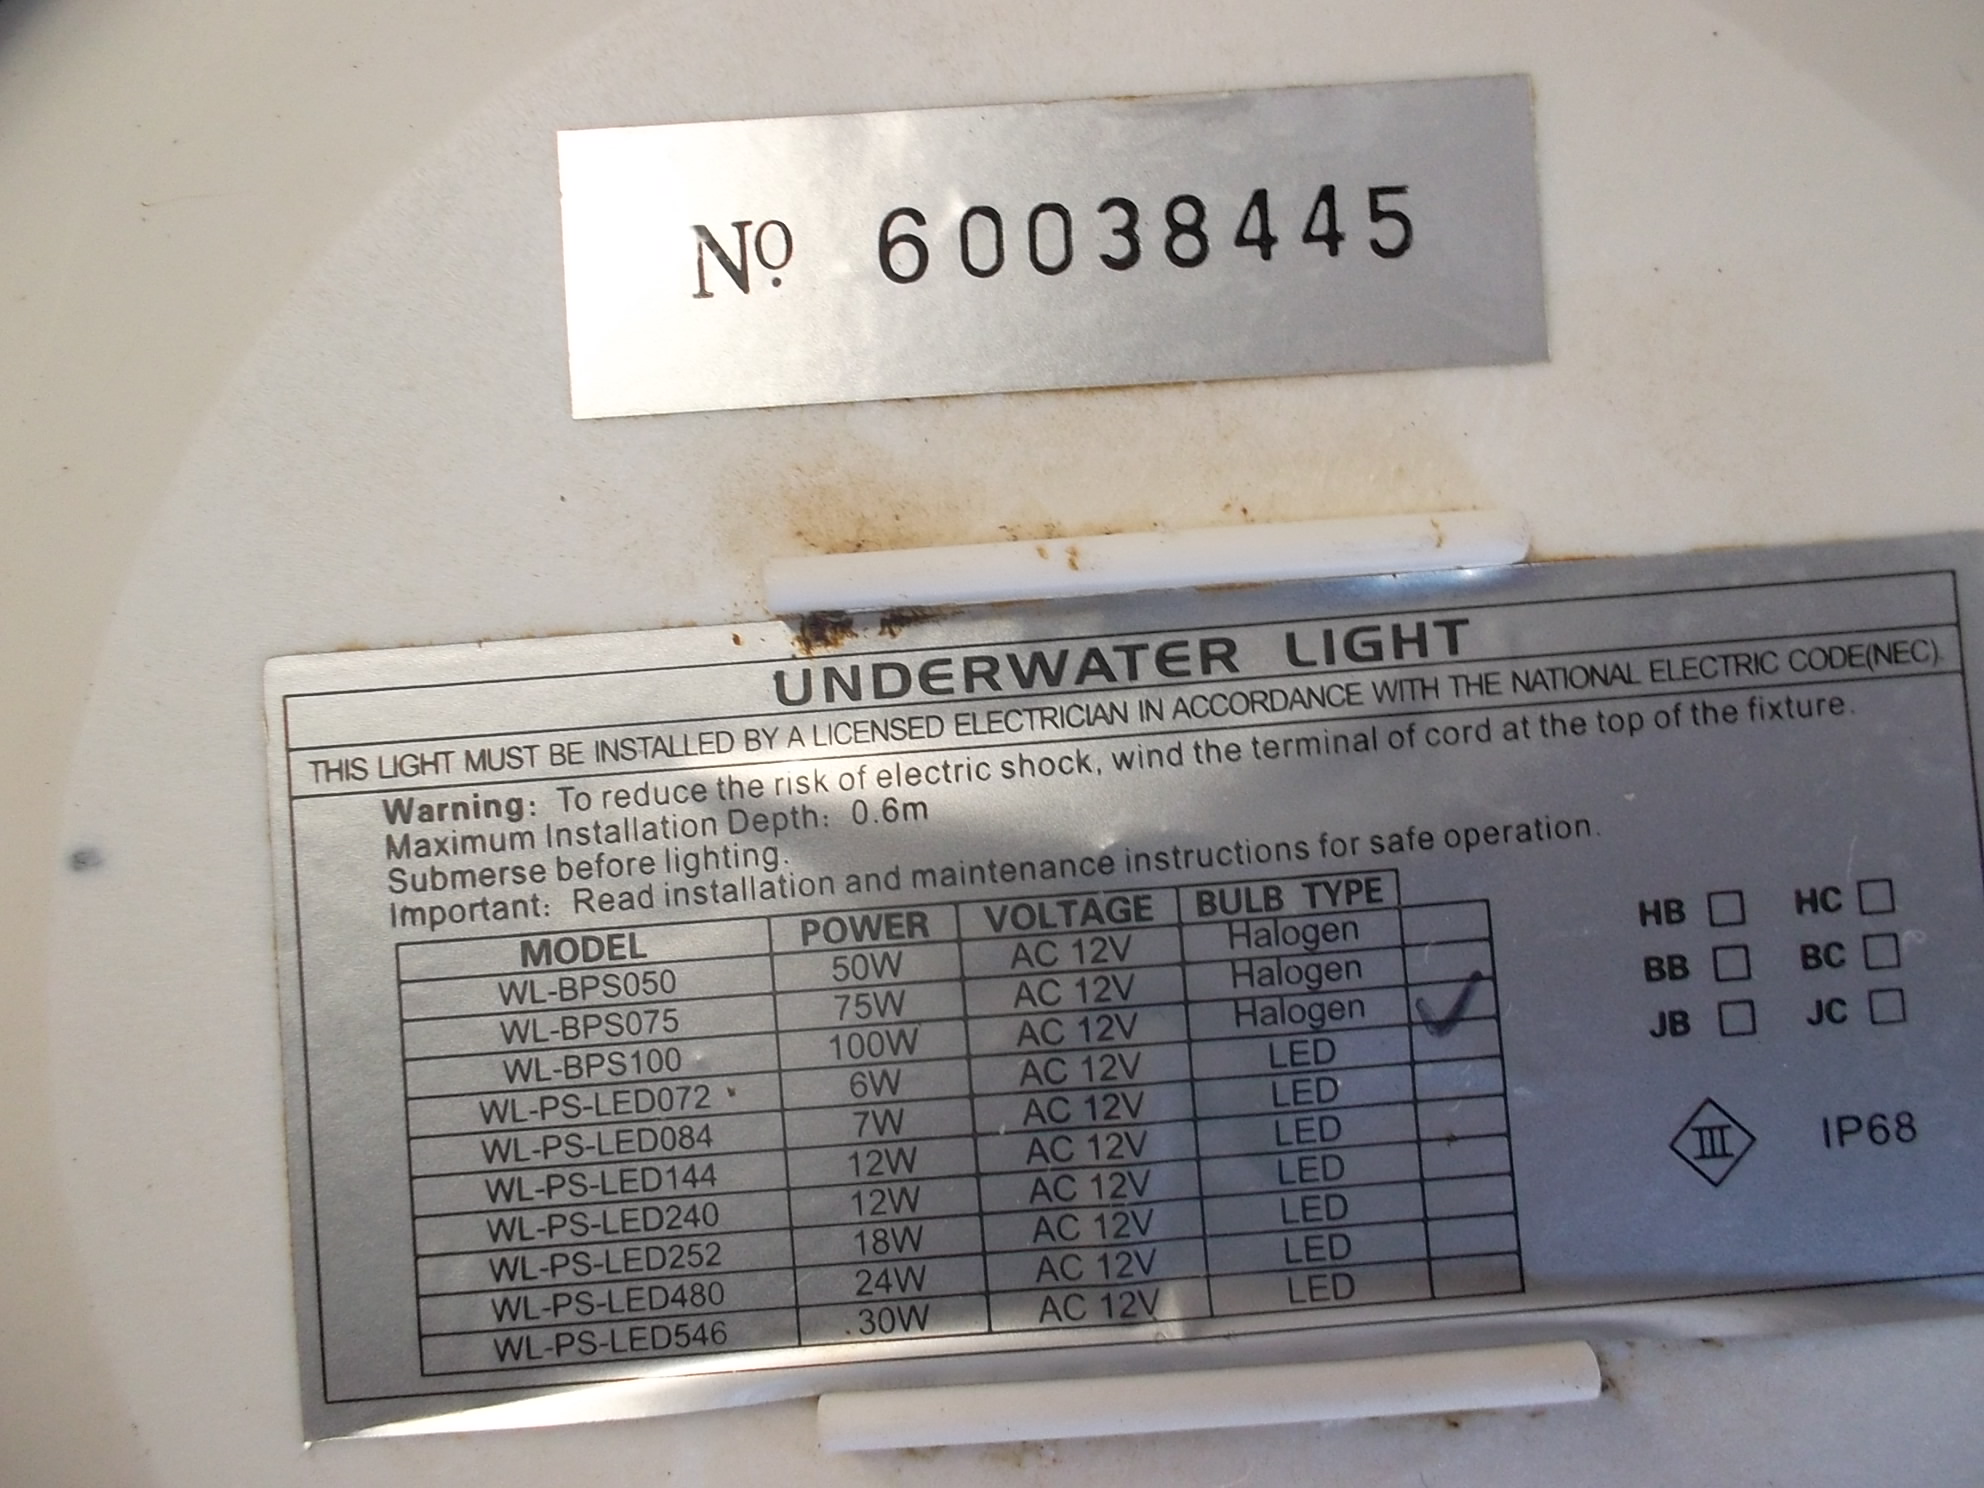 No. 60038445
UNDERWATER LIGHT
THIS LIGHT MUST BE INSTALLED BY A LICENSED ELECTRICIAN IN ACCORDANCE WITH THE NATIONAL ELECTRIC CODE(NEC).
Warning: To reduce the risk of electric shock, wind the terminal of cord at the top of the fixture.
Maximum Installation Depth: 0.6m
Submerse before lighting.
Important: Read installation and maintenance instructions for safe operation.
MODEL POWER VOLTAGE BULB TYPE
WL-BPS050 50W AC 12V Halogen
WL-BPS075 75W AC 12V Halogen
WL-BPS100 100W AC 12V Halogen ✓
WL-PS-LED072 6W AC 12V LED
WL-PS-LED084 7W AC 12V LED
WL-PS-LED144 12W AC 12V LED
WL-PS-LED240 12W AC 12V LED
WL-PS-LED252 18W AC 12V LED
WL-PS-LED480 24W AC 12V LED
WL-PS-LED546 30W AC 12V LED
HB □ HC □
BB □ BC □
JB □ JC □
III IP68